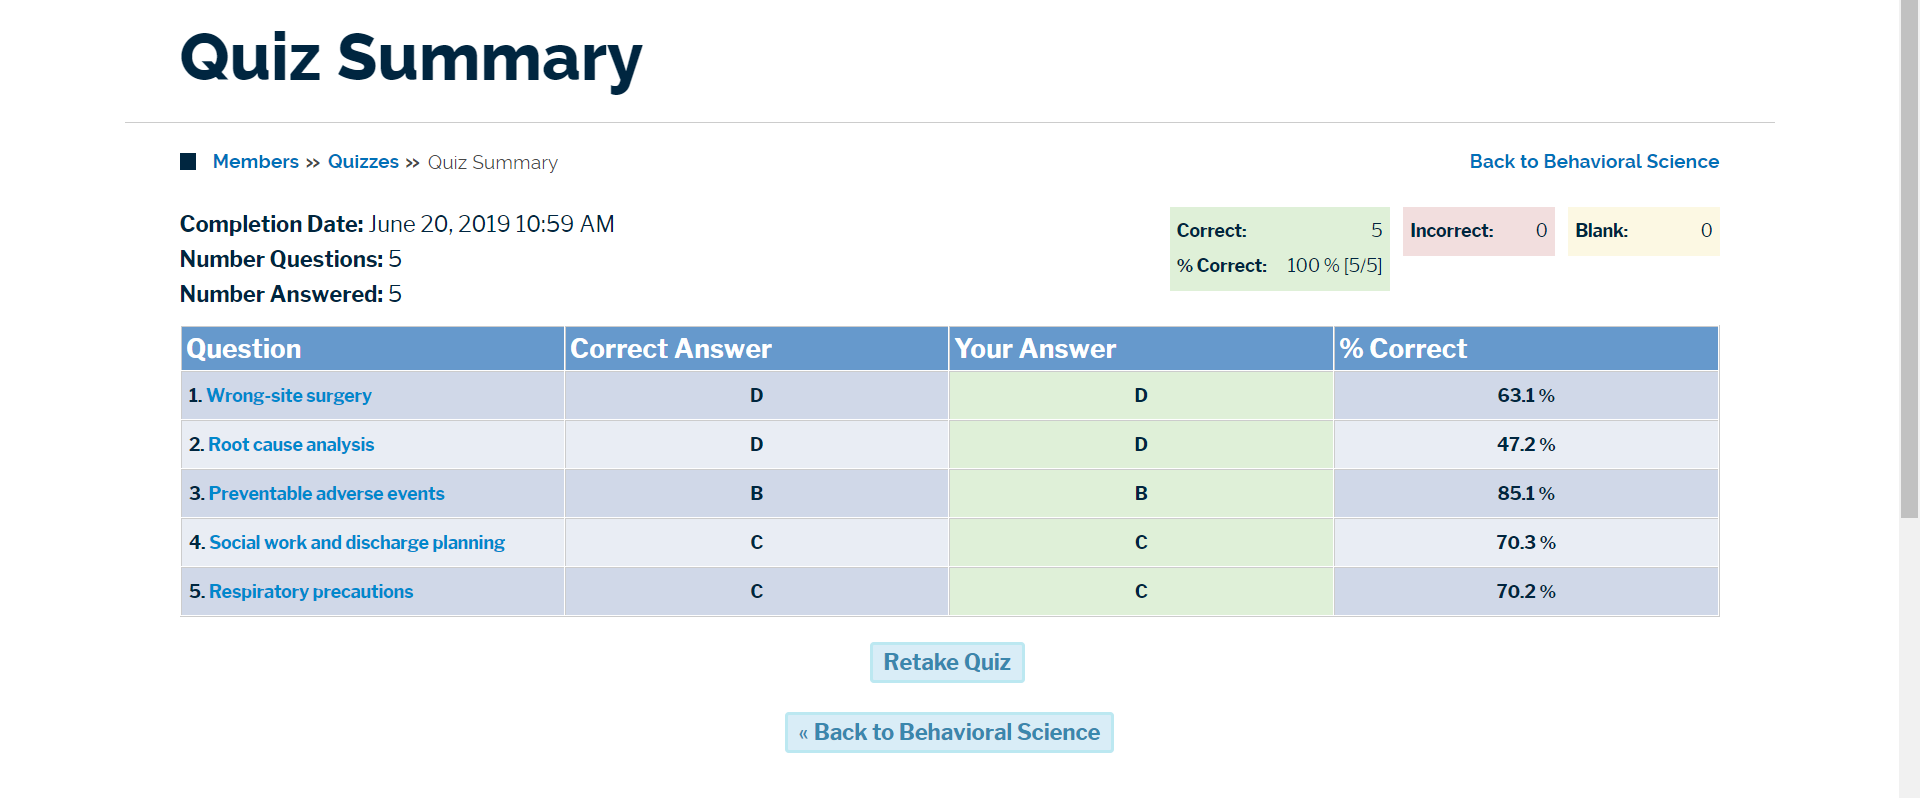 Quiz Summary
Members » Quizzes » Quiz Summary
Back to Behavioral Science
Completion Date: June 20, 2019 10:59 AM
Number Questions: 5
Number Answered: 5
Correct: 5
% Correct: 100 % [5/5]
Incorrect: 0
Blank: 0
Question Correct Answer Your Answer % Correct
1. Wrong-site surgery D D 63.1 %
2. Root cause analysis D D 47.2 %
3. Preventable adverse events B B 85.1 %
4. Social work and discharge planning C C 70.3 %
5. Respiratory precautions C C 70.2 %
Retake Quiz
« Back to Behavioral Science